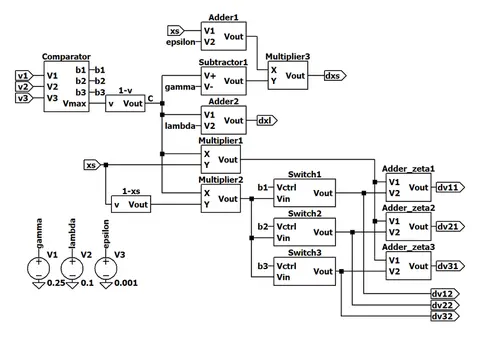 Adder1
xs V1 Vout
epsilon V2
Multiplier3
X Vout dxs
Y
Comparator
v1 V1 b1 b1
v2 V2 b2 b2
v3 V3 b3 b3
Vmax
1-v
v Vout C
Subtractor1
V+ Vout
gamma V-
Adder2
V1 Vout dxl
lambda V2
Multiplier1
X Vout
xs Y
Multiplier2
X Vout
Y
1-xs
v Vout
Switch1
b1 Vctrl Vout
Vin
Switch2
b2 Vctrl Vout
Vin
Switch3
b3 Vctrl Vout
Vin
Adder_zeta1
V1 Vout dv11
V2
Adder_zeta2
V1 Vout dv21
V2
Adder_zeta3
V1 Vout dv31
V2
dv12
dv22
dv32
gamma
V1
0.25
lambda
V2
0.1
epsilon
V3
0.001